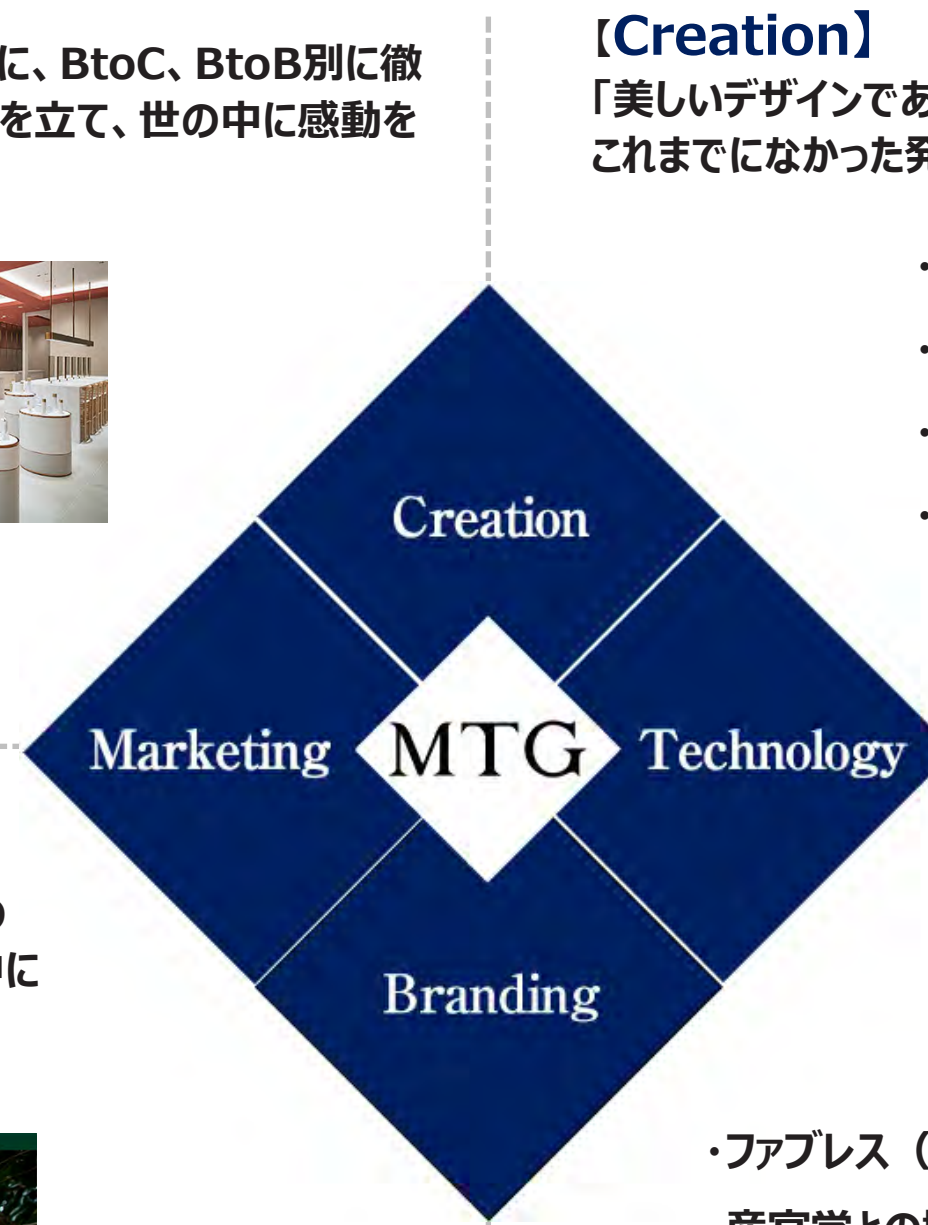 に、BtoC、BtoB別に徹
を立て、世の中に感動を
【Creation】
「美しいデザインであ
これまでになかった発
・
・
・
・
Creation
Marketing
MTG
Technology
Branding
に
・ファブレス（